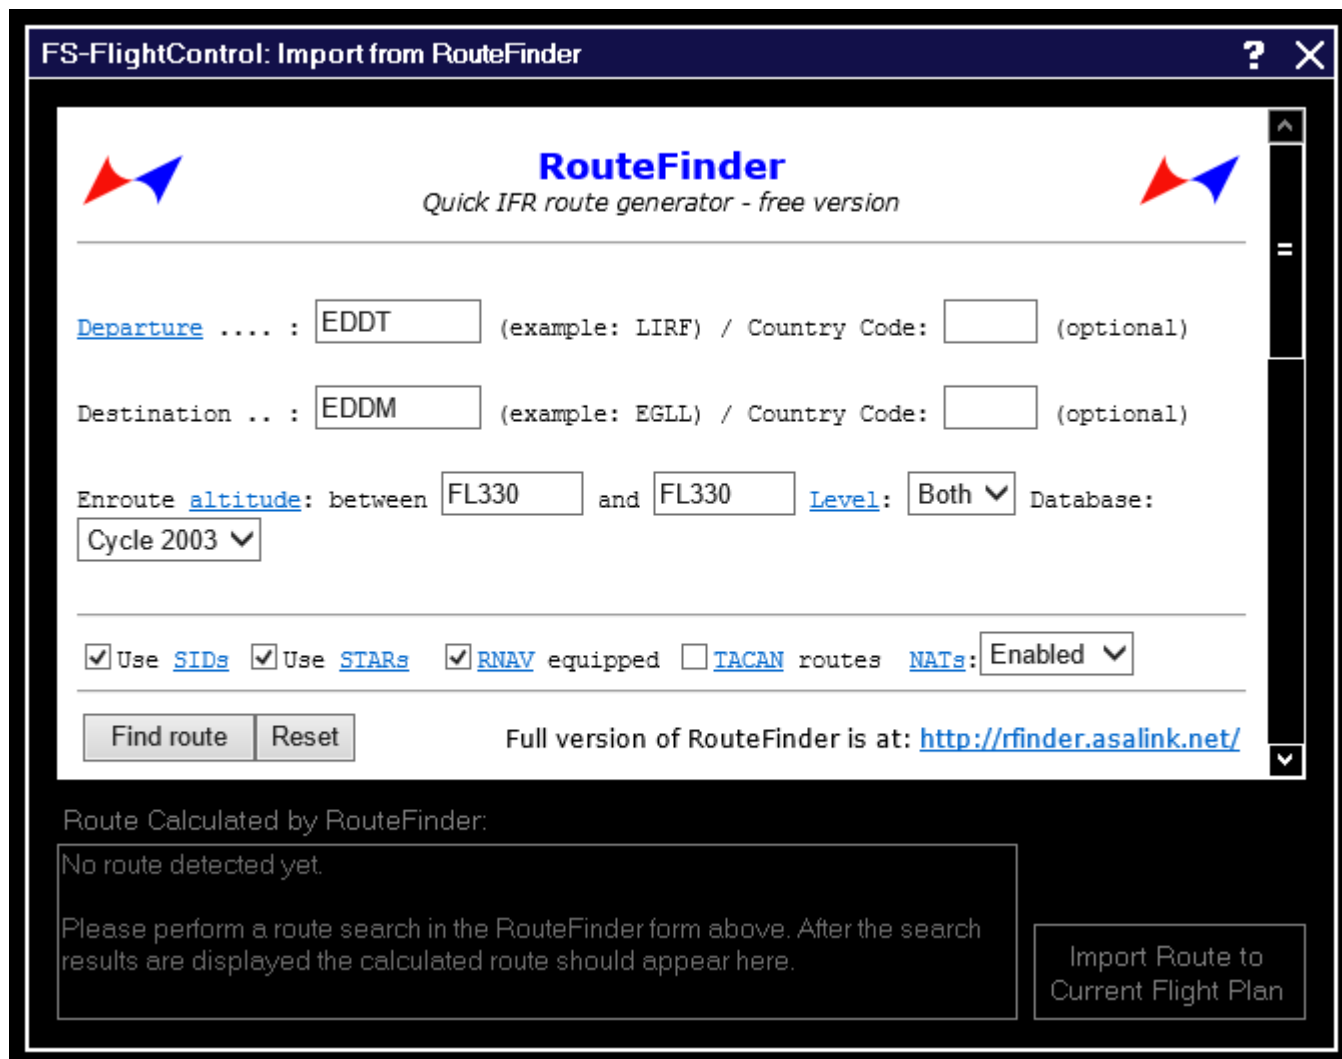 FS-FlightControl: Import from RouteFinder ?
RouteFinder
Quick IFR route generator - free version
Departure .... : EDDT (example: LIRF) / Country Code: (optional)
Destination .. : EDDM (example: EGLL) / Country Code: (optional)
Enroute altitude: between FL330 and FL330 Level: Both Database:
Cycle 2003
Use SIDs Use STARs RNAV equipped TACAN routes NATs: Enabled
Find route Reset Full version of RouteFinder is at: http://rfinder.asalink.net/
Route Calculated by RouteFinder:
No route detected yet.
Please perform a route search in the RouteFinder form above. After the search
results are displayed the calculated route should appear here.
Import Route to
Current Flight Plan